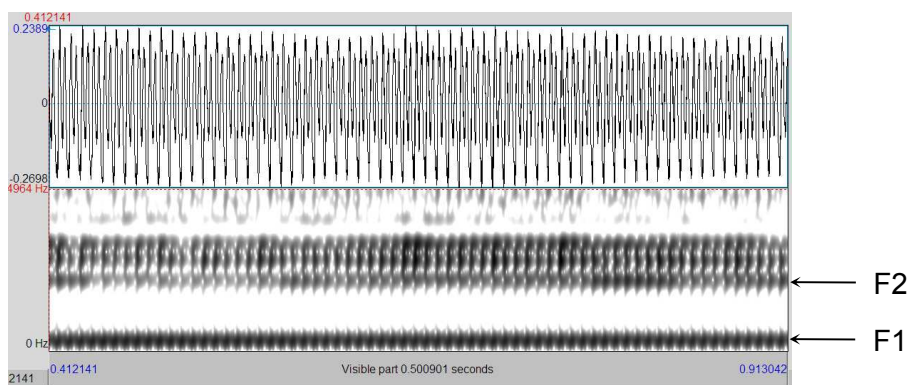 0.412141
0.2389
0
-0.2698
4964 Hz
F2
F1
0 Hz
0.412141 Visible part 0.500901 seconds 0.913042
2141